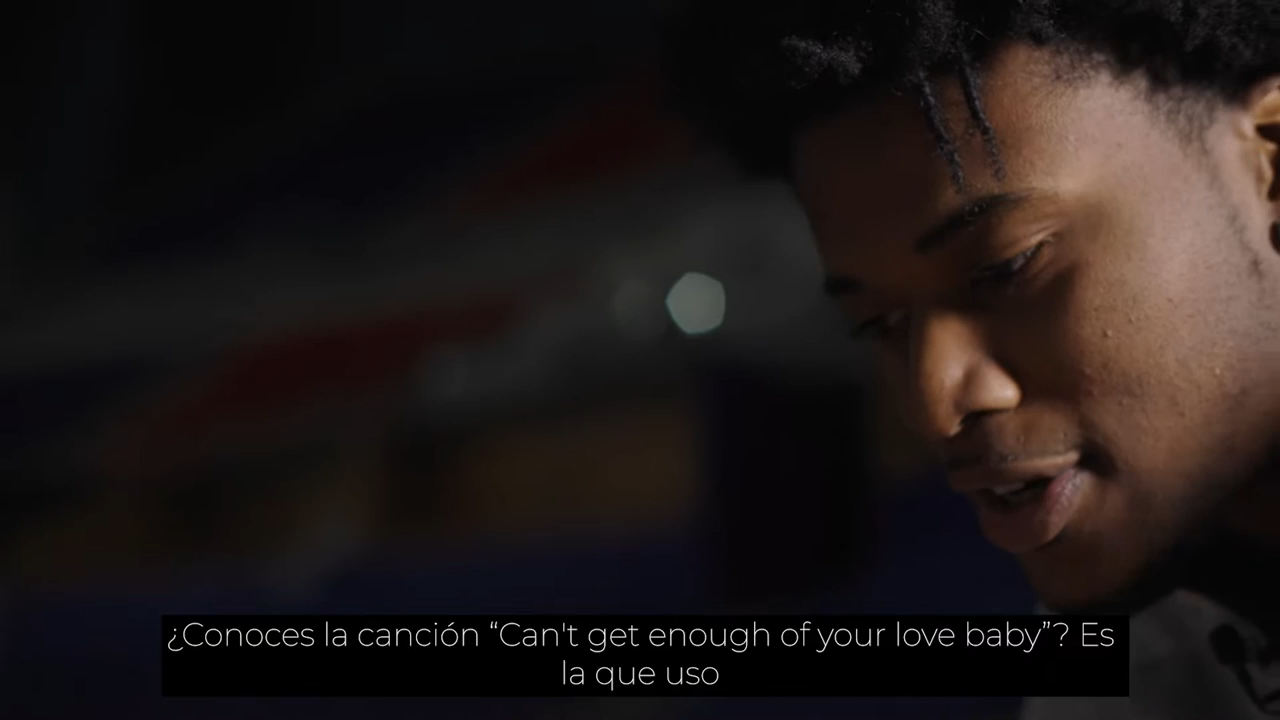 ¿Conoces la canción “Can't get enough of your love baby”? Es
la que uso